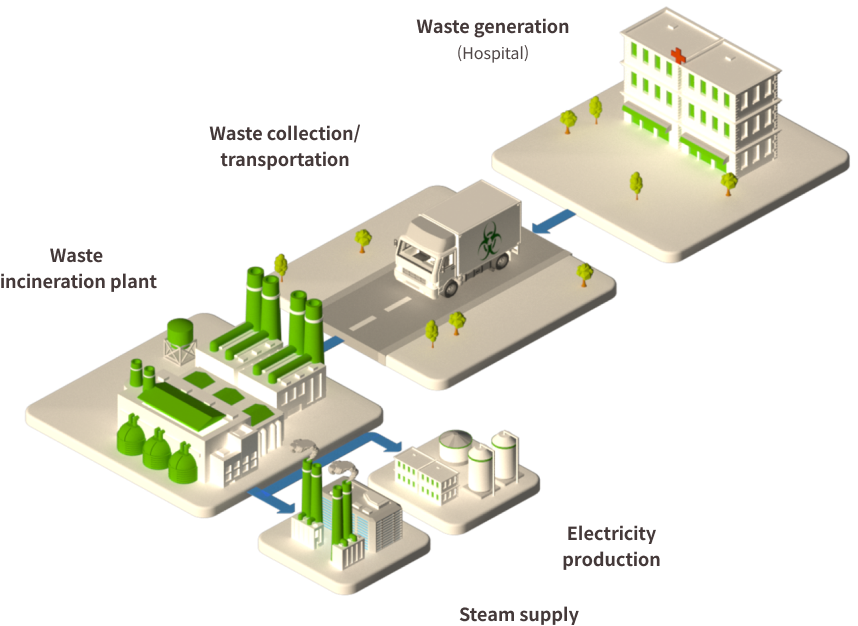 Waste generation
(Hospital)
Waste collection/
transportation
Waste
incineration plant
Electricity
production
Steam supply